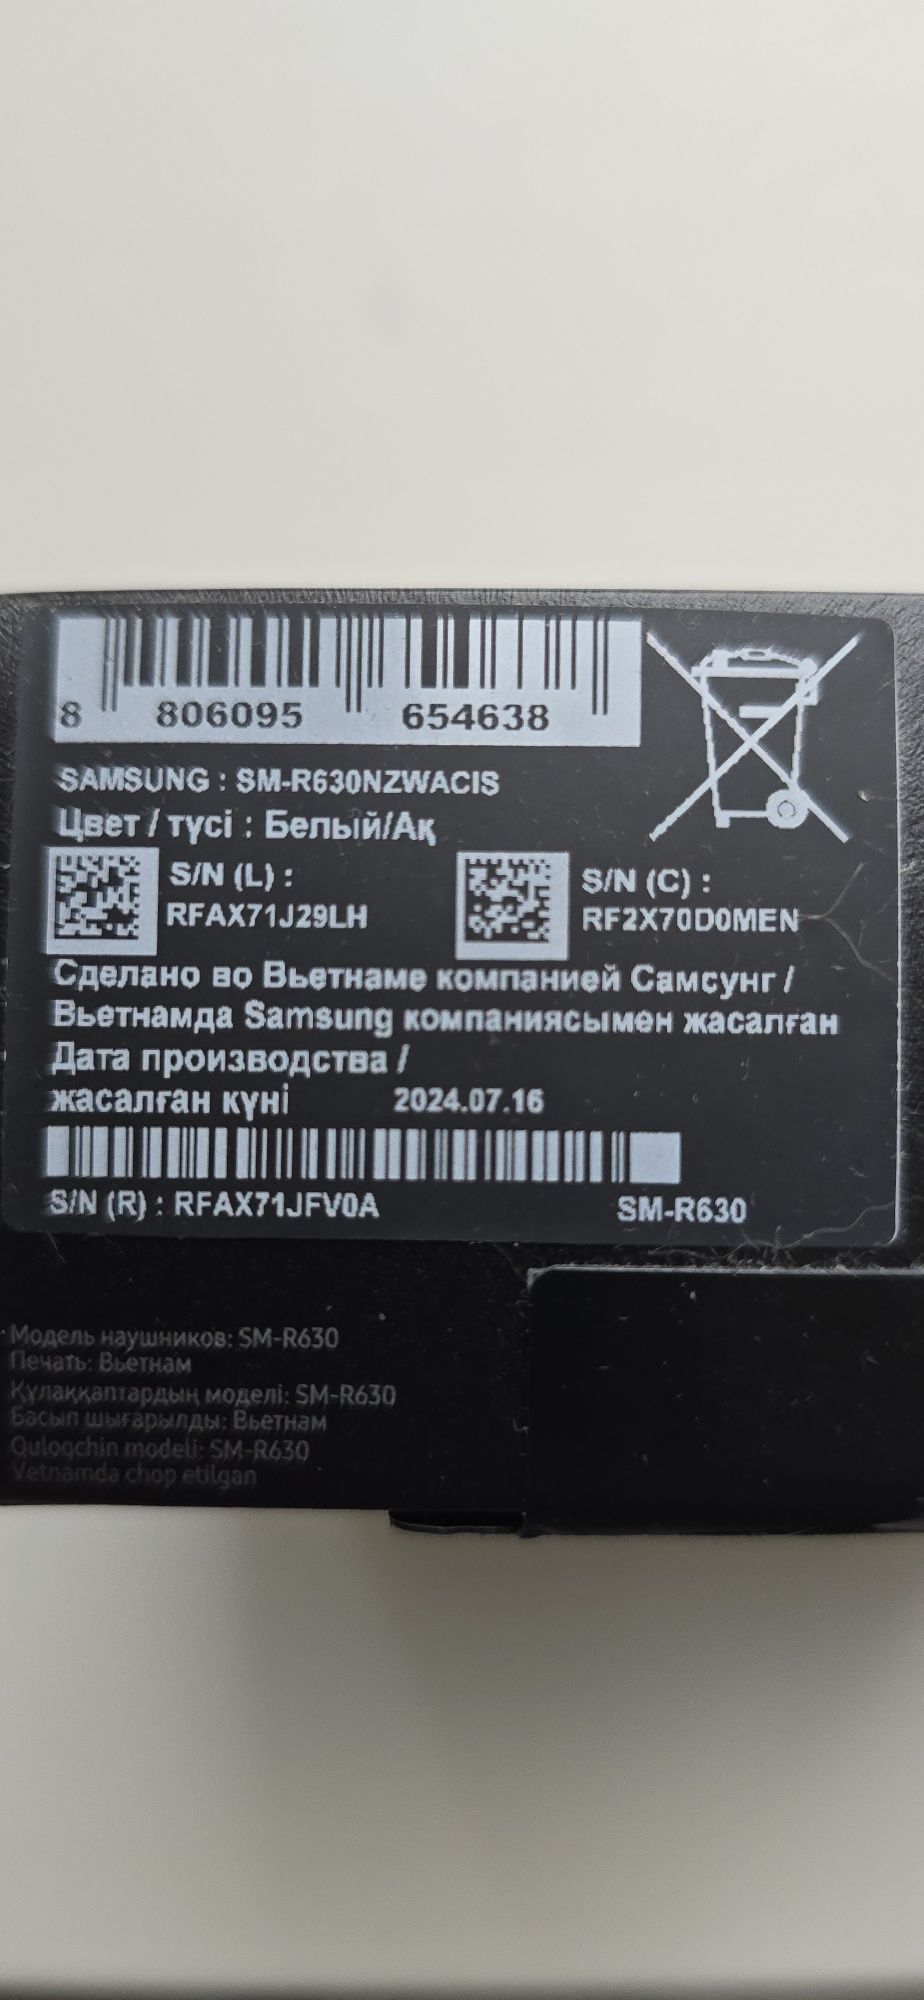 8 806095 654638
SAMSUNG : SM-R630NZWACIS
Цвет / түсі : Белый/Ақ
S/N (L) :
RFAX71J29LH
S/N (C) :
RF2X70D0MEN
Сделано во Вьетнаме компанией Самсунг /
Вьетнамда Samsung компаниясымен жасалған
Дата производства /
жасалған күні 2024.07.16
S/N (R) : RFAX71JFV0A SM-R630
Модель наушников: SM-R630
Печать: Вьетнам
Құлаққаптардың моделі: SM-R630
Басып шығарылды: Вьетнам
Quloqchin modeli: SM-R630
Vetnamda chop etilgan